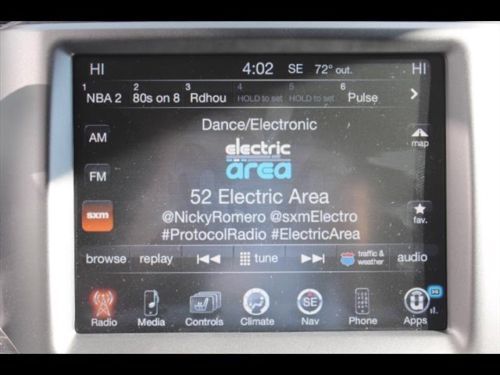 HI 4:02 SE 72° out. HI
1 NBA 2 2 80s on 8 3 Rdhou 4 HOLD to set 5 HOLD to set 6 Pulse
Dance/Electronic
AM electric map
area
FM
52 Electric Area
sxm @NickyRomero @sxmElectro fav.
#ProtocolRadio #ElectricArea
browse replay tune traffic & weather audio
SE
Radio Media Controls Climate Nav Phone Apps